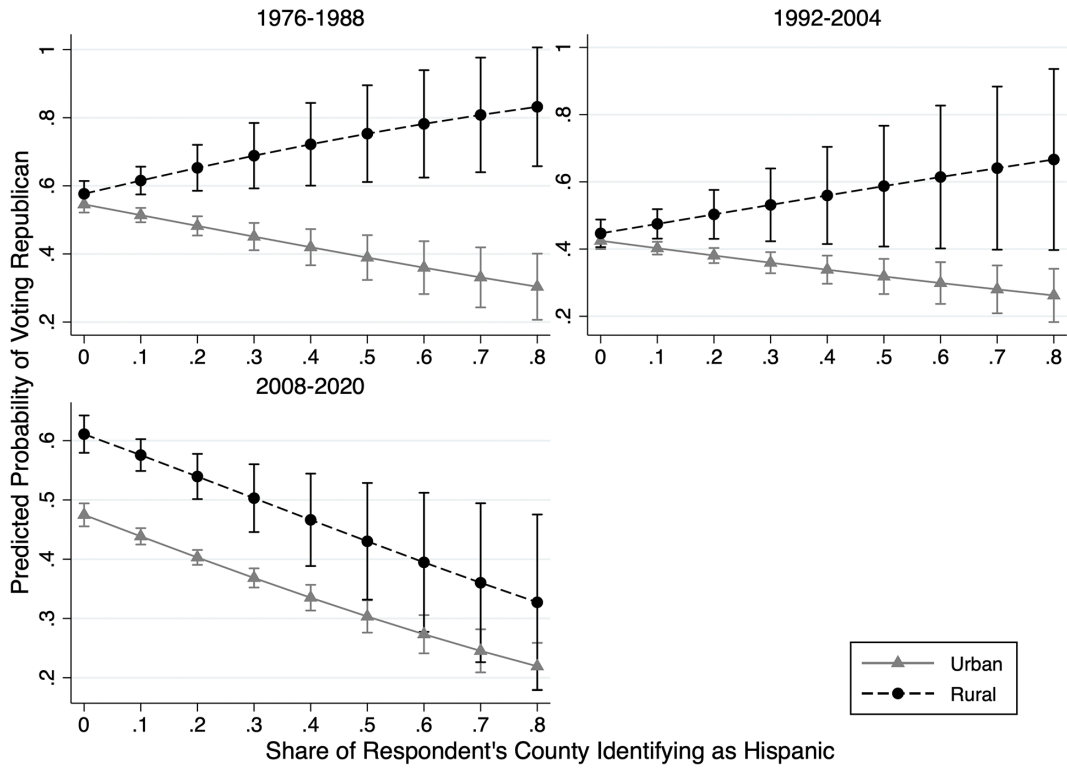 1976-1988
1
.8
.6
.4
.2
0 .1 .2 .3 .4 .5 .6 .7 .8
1992-2004
1
.8
.6
.4
.2
0 .1 .2 .3 .4 .5 .6 .7 .8
2008-2020
.6
.5
.4
.3
.2
0 .1 .2 .3 .4 .5 .6 .7 .8
Predicted Probability of Voting Republican
Share of Respondent's County Identifying as Hispanic
Urban
Rural